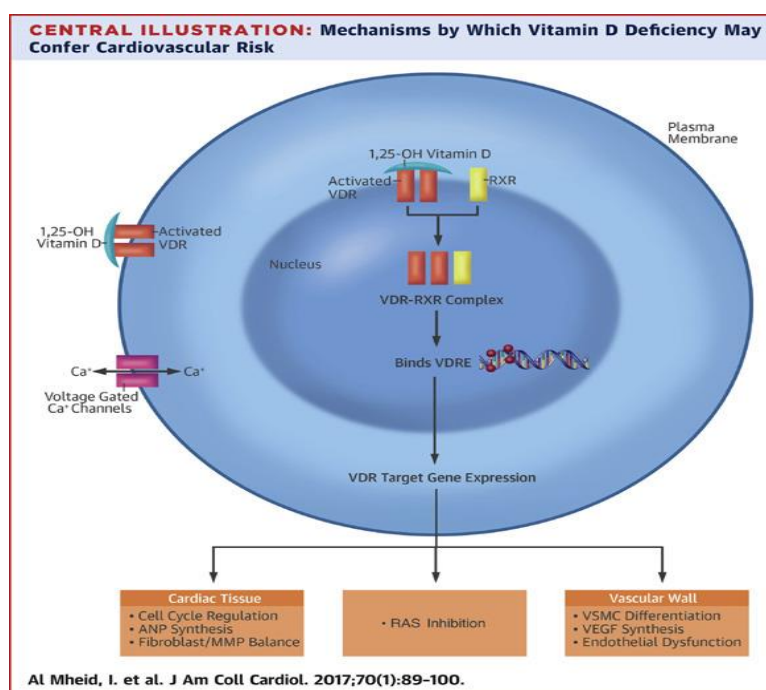 CENTRAL ILLUSTRATION: Mechanisms by Which Vitamin D Deficiency May
Confer Cardiovascular Risk
Plasma
Membrane
1,25-OH Vitamin D
Activated
VDR
RXR
1,25-OH
Vitamin D
Activated
VDR
Nucleus
VDR-RXR Complex
Binds VDRE
Ca⁺
Ca⁺
Voltage Gated
Ca⁺ Channels
VDR Target Gene Expression
Cardiac Tissue
• Cell Cycle Regulation
• ANP Synthesis
• Fibroblast/MMP Balance
• RAS Inhibition
Vascular Wall
• VSMC Differentiation
• VEGF Synthesis
• Endothelial Dysfunction
Al Mheid, I. et al. J Am Coll Cardiol. 2017;70(1):89–100.